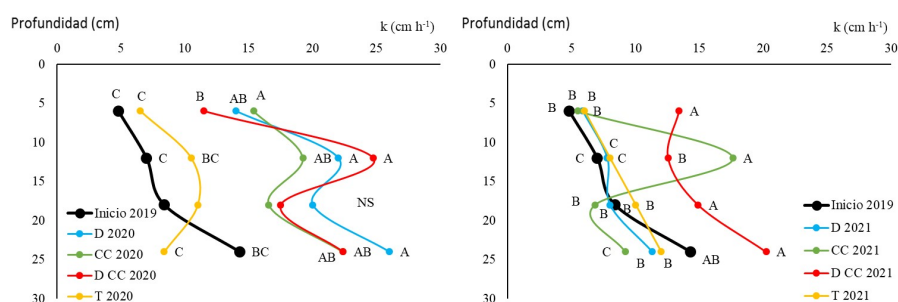 Profundidad (cm)
k (cm h⁻¹)
0 5 10 15 20 25 30
0
5
10
15
20
25
30
C C B AB A
C BC AB A A
NS
C BC AB AB A
Inicio 2019
D 2020
CC 2020
D CC 2020
T 2020
Profundidad (cm)
k (cm h⁻¹)
0 5 10 15 20 25 30
0
5
10
15
20
25
30
B B B B A
C C C B A
B B B B A
C B B AB A
Inicio 2019
D 2021
CC 2021
D CC 2021
T 2021